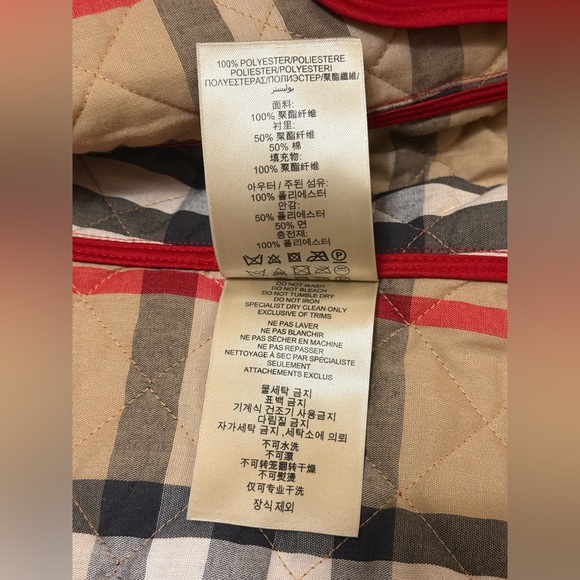 100% POLYESTER/POLIESTERE
POLIESTER/POLYESTERI
ΠΟΛΥΕΣΤΕΡΑΣ/ПОЛИЭСТЕР/聚酯纖維/
بوليستر
面料:
100% 聚酯纤维
衬里:
50% 聚酯纤维
50% 棉
填充物:
100% 聚酯纤维
아우터 / 주된 섬유:
100% 폴리에스터
안감:
50% 폴리에스터
50% 면
충전재:
100% 폴리에스터
DO NOT WASH
DO NOT BLEACH
DO NOT TUMBLE DRY
DO NOT IRON
SPECIALIST DRY CLEAN ONLY
EXCLUSIVE OF TRIMS
NE PAS LAVER
NE PAS BLANCHIR
NE PAS SÉCHER EN MACHINE
NE PAS REPASSER
NETTOYAGE À SEC PAR SPÉCIALISTE
SEULEMENT
ATTACHEMENTS EXCLUS
물세탁 금지
표백 금지
기계식 건조기 사용금지
다림질 금지
자가세탁 금지,세탁소에 의뢰
不可水洗
不可漂
不可转笼翻转干燥
不可熨烫
仅可专业干洗
장식 제외